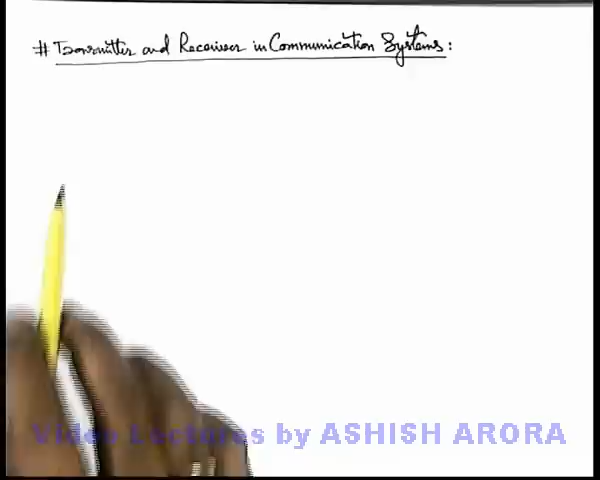 # Transmitter and Receiver in Communication Systems:
Video Lectures by ASHISH ARORA